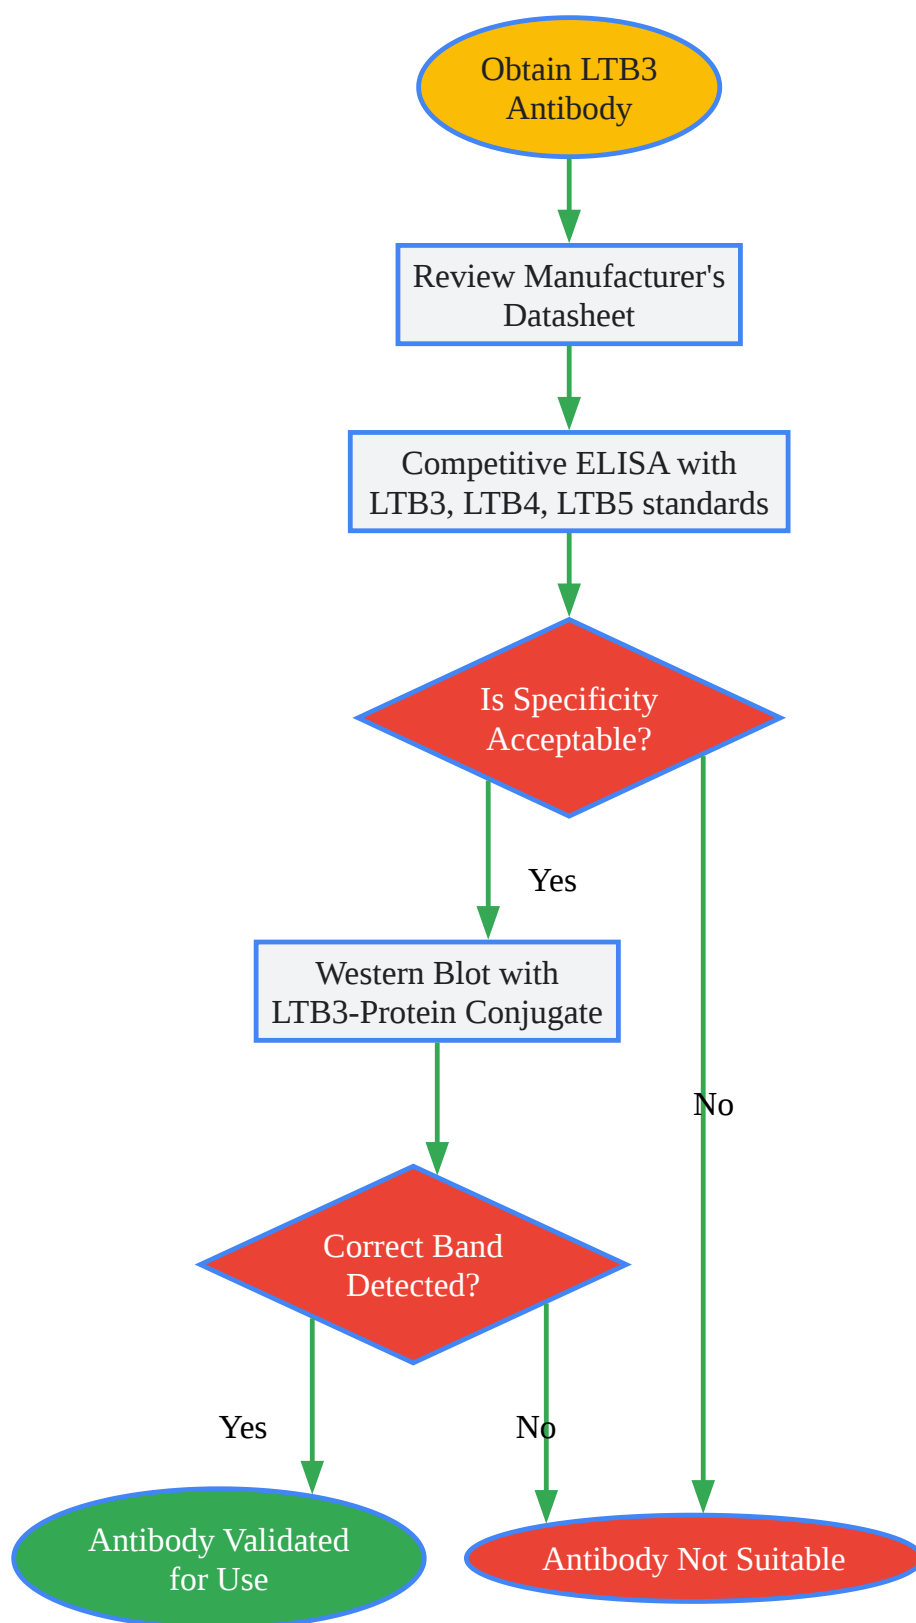 Obtain LTB3
Antibody
Review Manufacturer's
Datasheet
Competitive ELISA with
LTB3, LTB4, LTB5 standards
Is Specificity
Acceptable?
Yes
Western Blot with
LTB3-Protein Conjugate
No
Correct Band
Detected?
Yes
No
Antibody Validated
for Use
Antibody Not Suitable